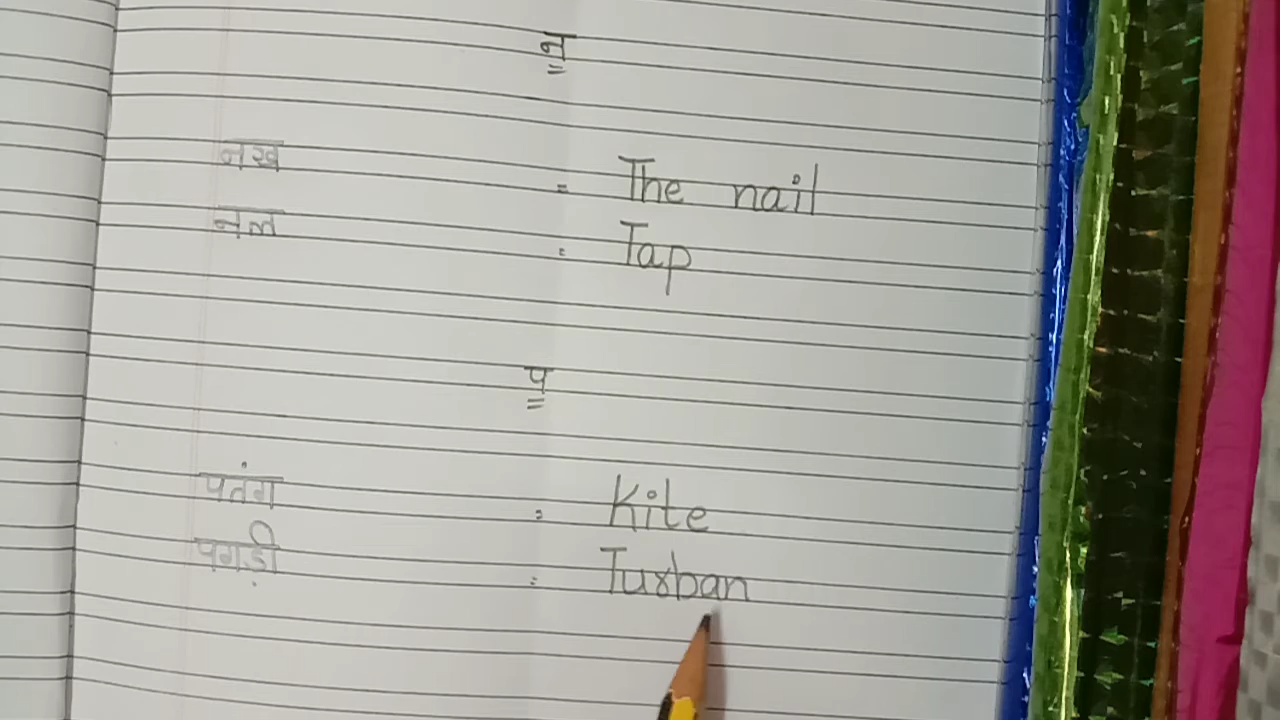 न
नख = The nail
नल = Tap
प
पतंग = Kite
पगड़ी = Turban